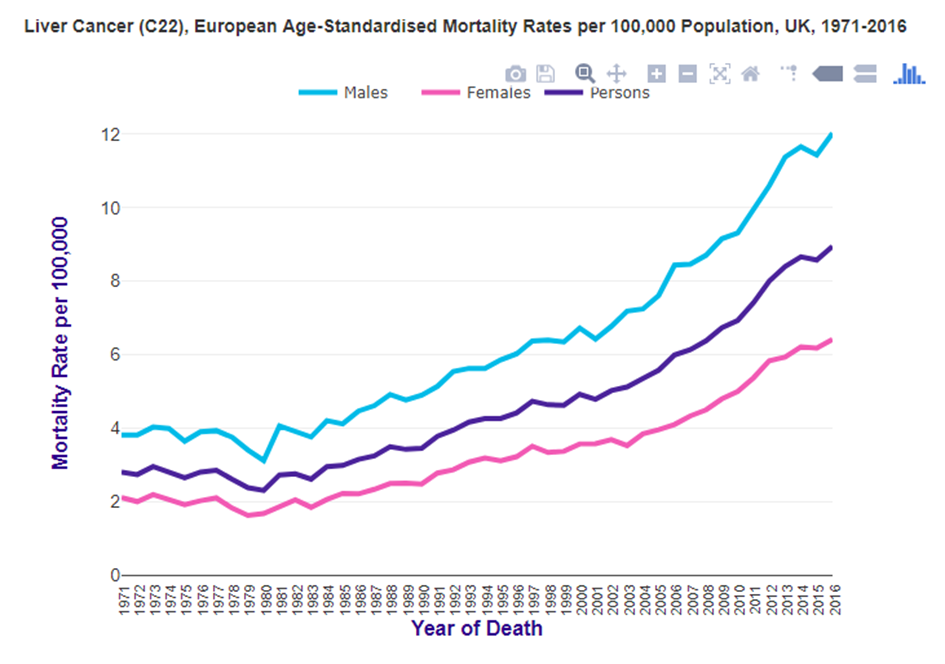 Liver Cancer (C22), European Age-Standardised Mortality Rates per 100,000 Population, UK, 1971-2016
Males Females Persons
Mortality Rate per 100,000
12
10
8
6
4
2
0
1971 1972 1973 1974 1975 1976 1977 1978 1979 1980 1981 1982 1983 1984 1985 1986 1987 1988 1989 1990 1991 1992 1993 1994 1995 1996 1997 1998 1999 2000 2001 2002 2003 2004 2005 2006 2007 2008 2009 2010 2011 2012 2013 2014 2015 2016
Year of Death